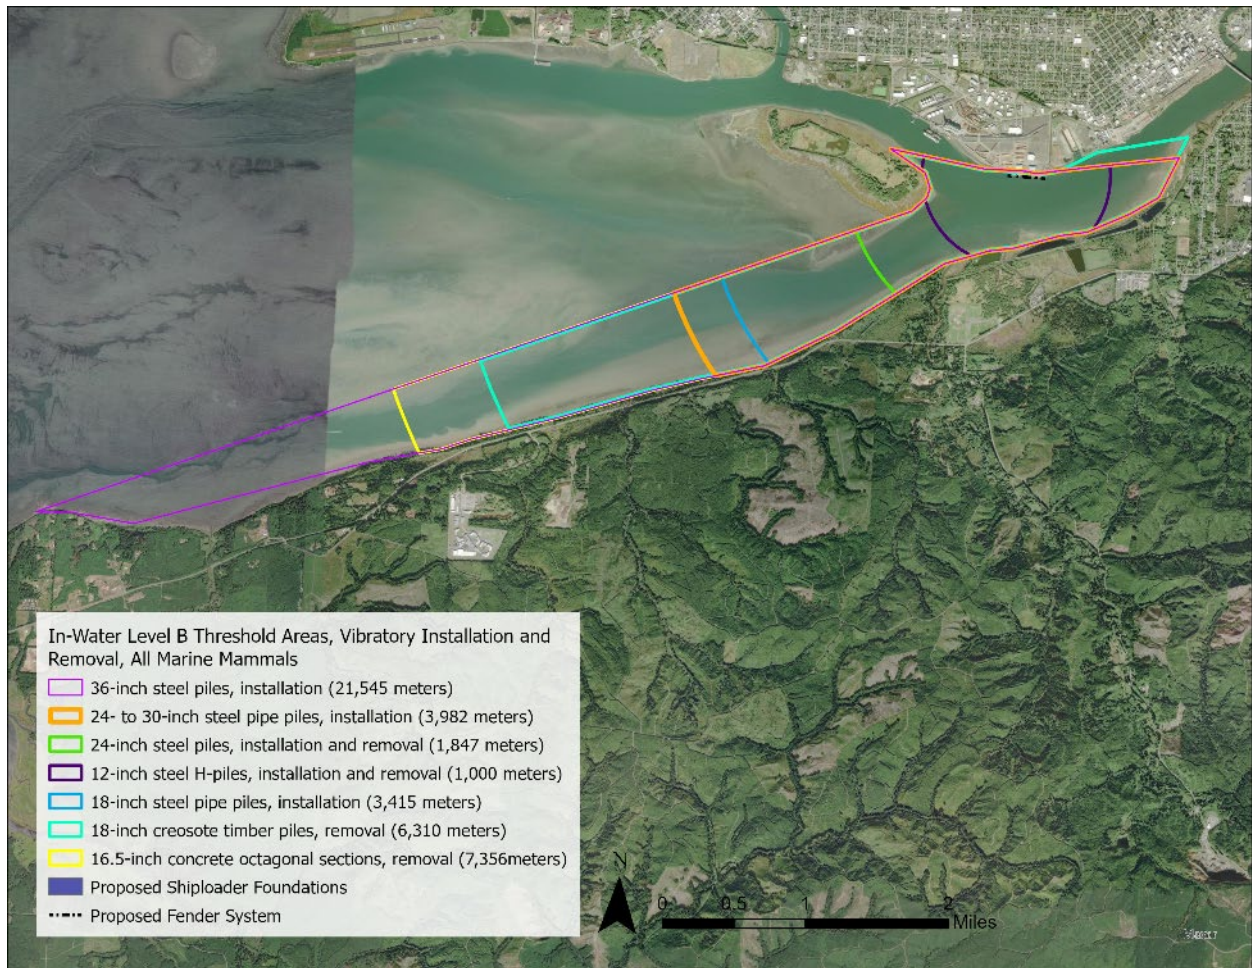 In-Water Level B Threshold Areas, Vibratory Installation and
Removal, All Marine Mammals
36-inch steel piles, installation (21,545 meters)
24- to 30-inch steel pipe piles, installation (3,982 meters)
24-inch steel piles, installation and removal (1,847 meters)
12-inch steel H-piles, installation and removal (1,000 meters)
18-inch steel pipe piles, installation (3,415 meters)
18-inch creosote timber piles, removal (6,310 meters)
16.5-inch concrete octagonal sections, removal (7,356meters)
Proposed Shiploader Foundations
Proposed Fender System
N
0 0.5 1 2
Miles